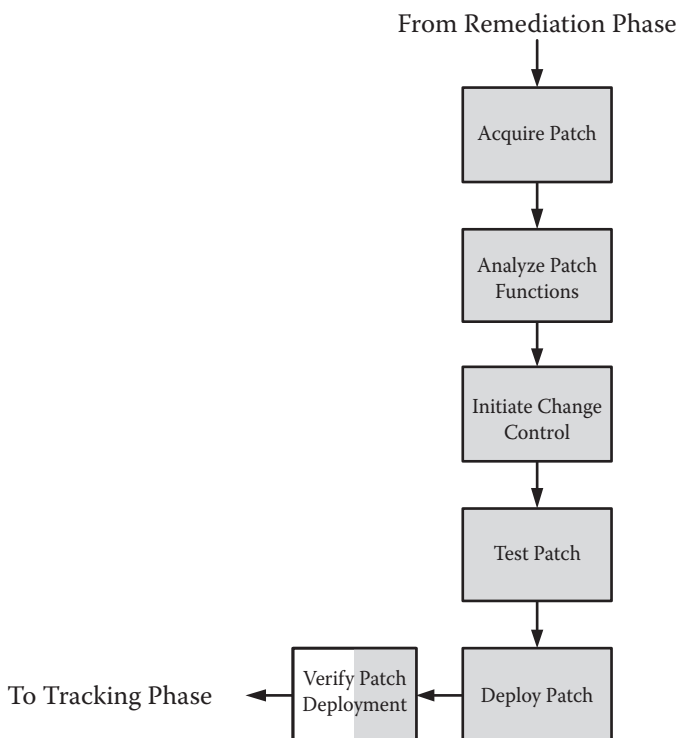 From Remediation Phase
Acquire Patch
Analyze Patch
Functions
Initiate Change
Control
Test Patch
Deploy Patch
Verify Patch
Deployment
To Tracking Phase